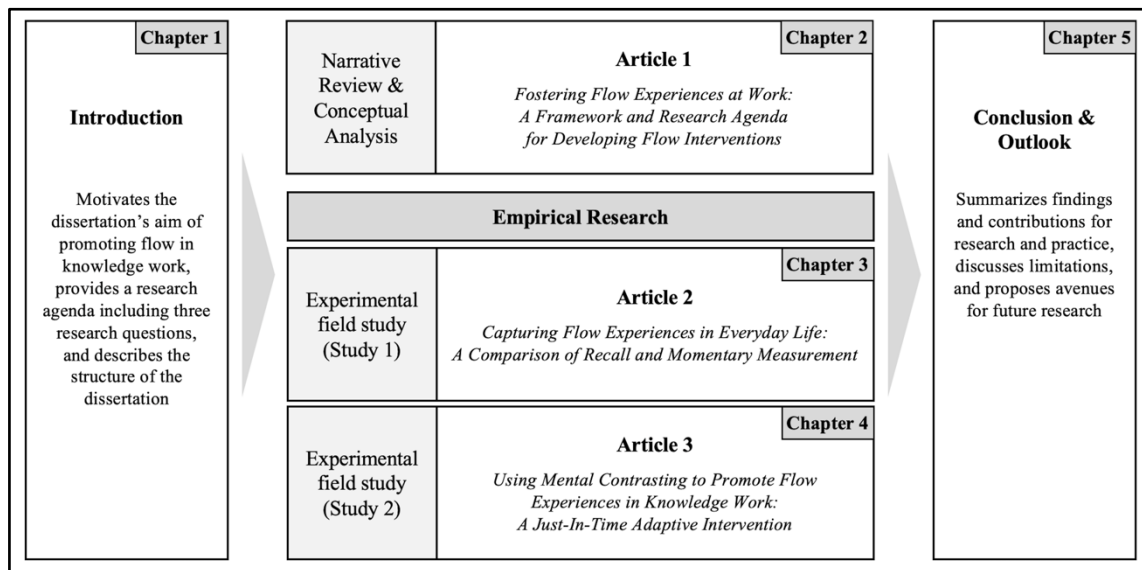 Chapter 1
Introduction
Motivates the
dissertation's aim of
promoting flow in
knowledge work,
provides a research
agenda including three
research questions,
and describes the
structure of the
dissertation
Narrative
Review &
Conceptual
Analysis
Chapter 2
Article 1
Fostering Flow Experiences at Work:
A Framework and Research Agenda
for Developing Flow Interventions
Empirical Research
Experimental
field study
(Study 1)
Chapter 3
Article 2
Capturing Flow Experiences in Everyday Life:
A Comparison of Recall and Momentary Measurement
Experimental
field study
(Study 2)
Chapter 4
Article 3
Using Mental Contrasting to Promote Flow
Experiences in Knowledge Work:
A Just-In-Time Adaptive Intervention
Chapter 5
Conclusion &
Outlook
Summarizes findings
and contributions for
research and practice,
discusses limitations,
and proposes avenues
for future research